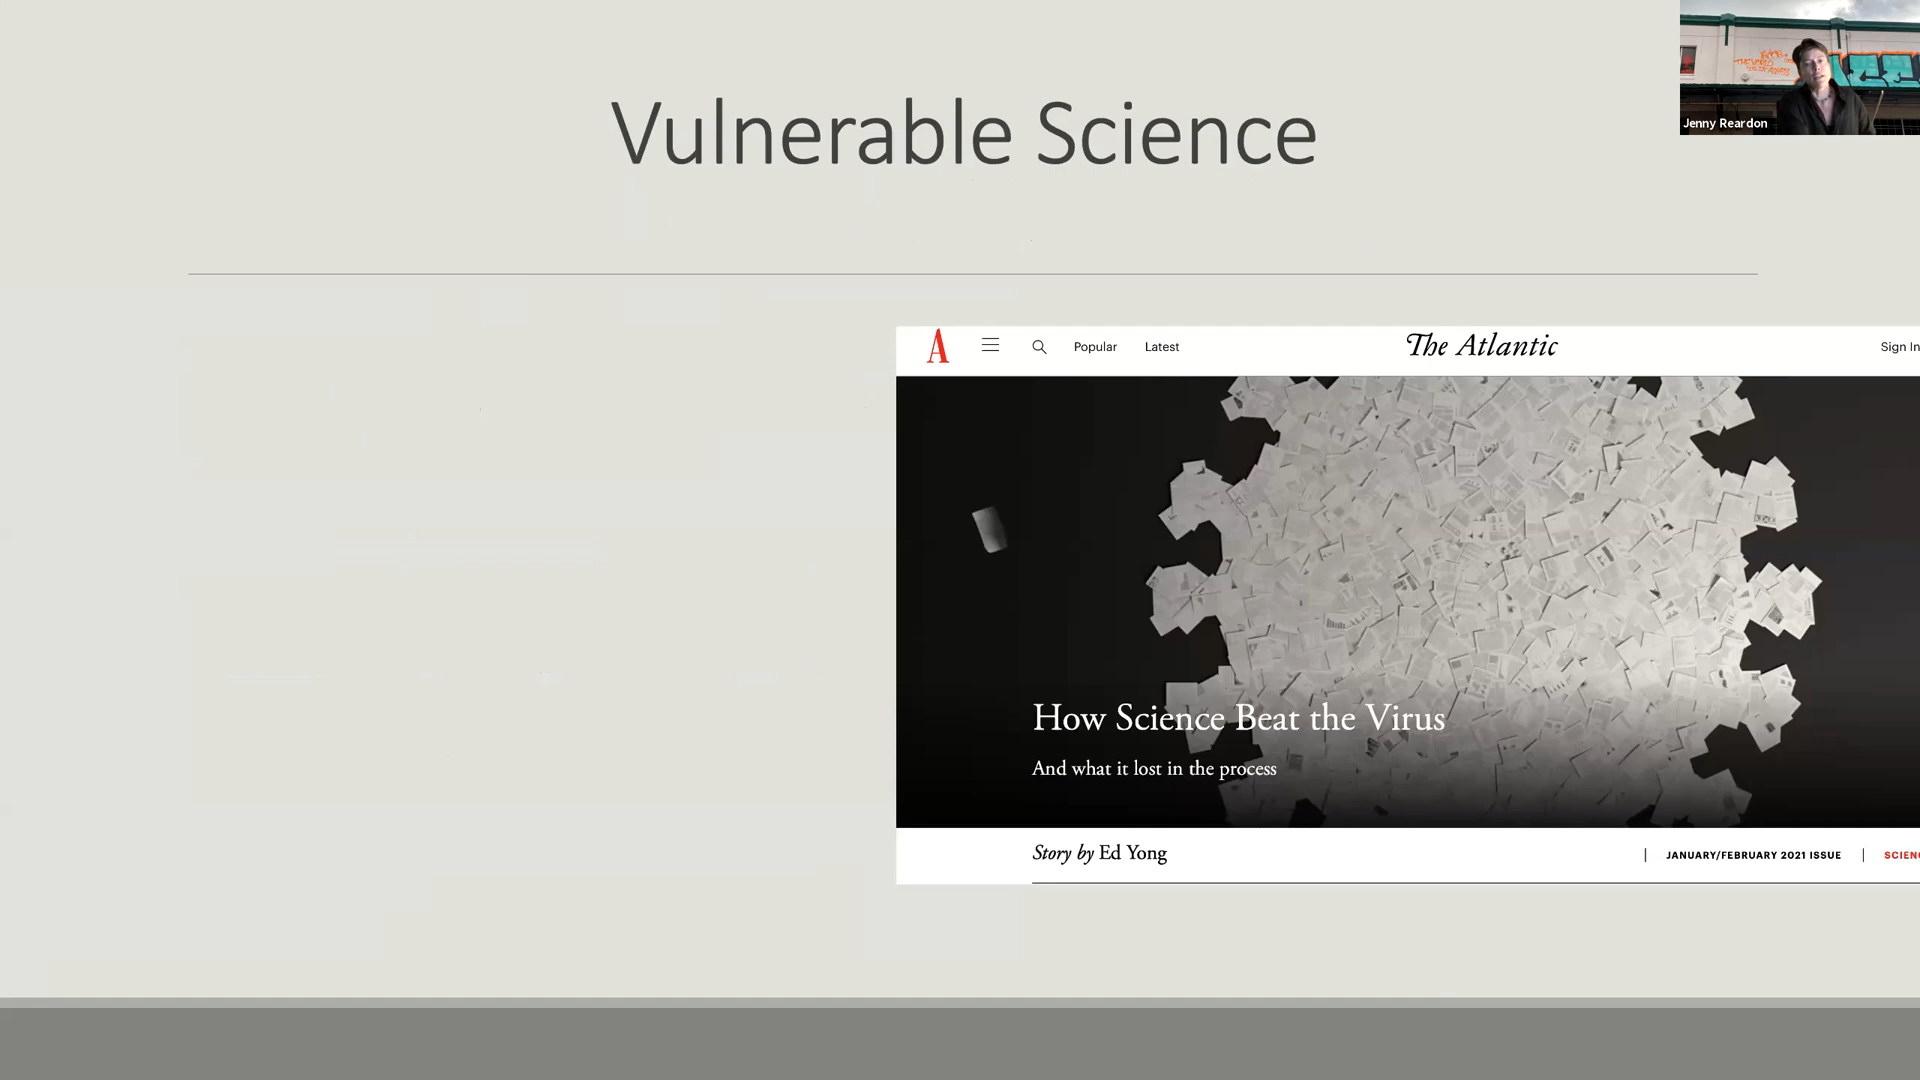 Vulnerable Science
Jenny Reardon
A
Popular
Latest
The Atlantic
Sign In
How Science Beat the Virus
And what it lost in the process
Story by Ed Yong
JANUARY/FEBRUARY 2021 ISSUE